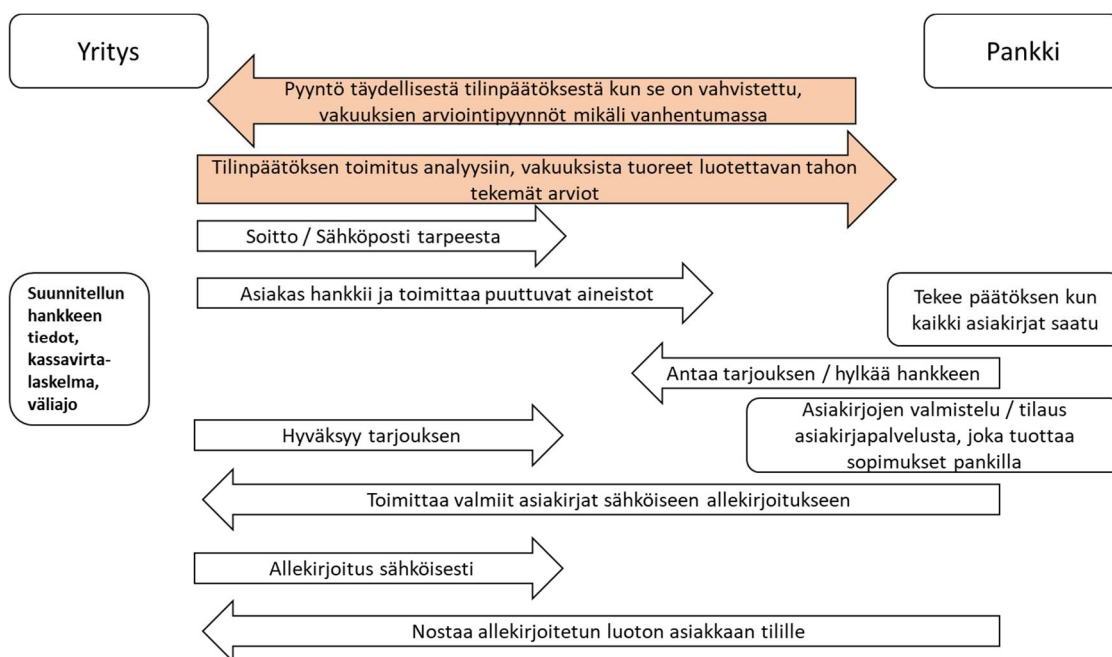 Yritys
Pankki
Pyyntö täydellisestä tilinpäätöksestä kun se on vahvistettu,
vakuuksien arviointipyynnöt mikäli vanhentumassa
Tilinpäätöksen toimitus analyysiin, vakuuksista tuoreet luotettavan tahon
tekemät arviot
Soitto / Sähköposti tarpeesta
Suunnitellun
hankkeen
tiedot,
kassavirta-
laskelma,
väliajo
Asiakas hankkii ja toimittaa puuttuvat aineistot
Tekee päätöksen kun
kaikki asiakirjat saatu
Antaa tarjouksen / hylkää hankkeen
Asiakirjojen valmistelu / tilaus
asiakirjapalvelusta, joka tuottaa
sopimukset pankilla
Hyväksyy tarjouksen
Toimittaa valmiit asiakirjat sähköiseen allekirjoitukseen
Allekirjoitus sähköisesti
Nostaa allekirjoitetun luoton asiakkaan tilille